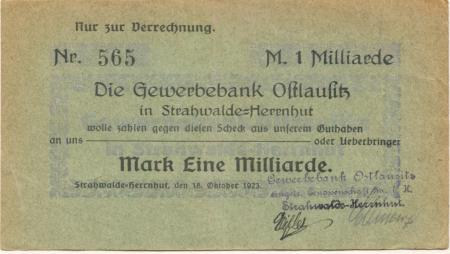 Nur zur Verrechnung.
Nr. 565 M. 1 Milliarde
Die Gewerbebank Ostlausitz
in Strahwalde=Herrnhut
wolle zahlen gegen diesen Scheck aus unserem Guthaben
an uns oder Ueberbringer
Mark Eine Milliarde.
Strahwalde-Herrnhut, den 18. Oktober 1923.
Gewerbebank Ostlausitz
Strahwalde-Herrnhut.